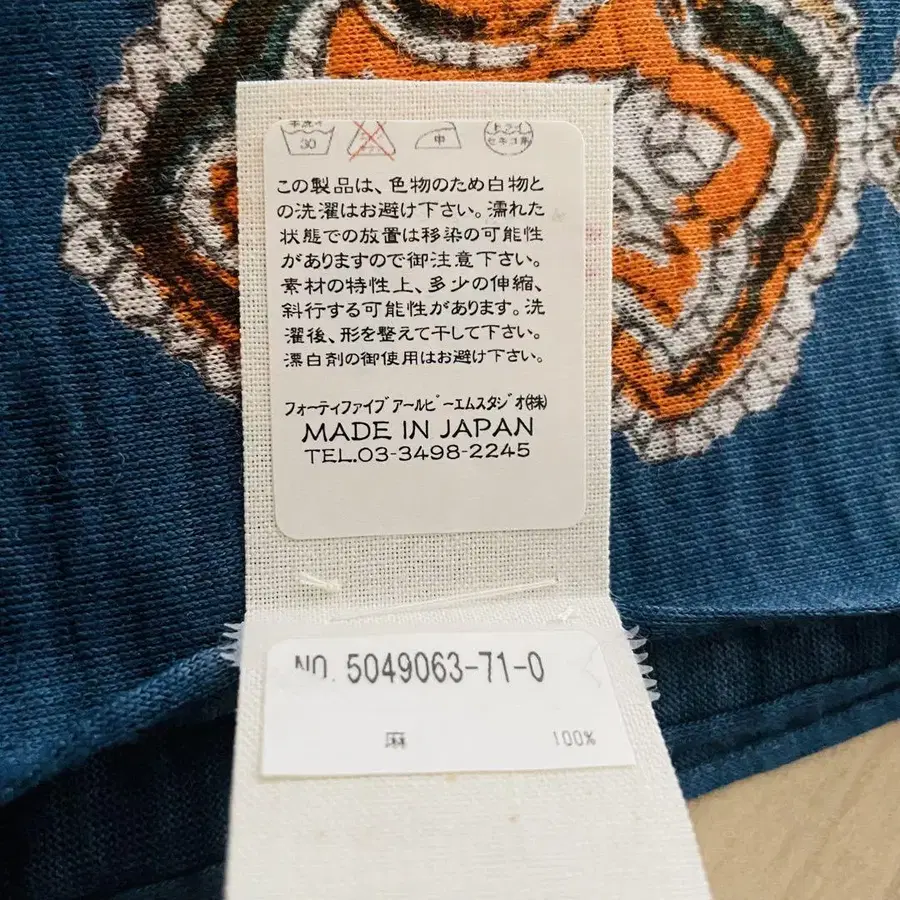 手洗イ
30
中
ドライ
セキユ系
この製品は、色物のため白物と
の洗濯はお避け下さい。濡れた
状態での放置は移染の可能性
がありますので御注意下さい。
素材の特性上、多少の伸縮、
斜行する可能性があります。洗
濯後、形を整えて干して下さい。
漂白剤の御使用はお避け下さい。
フォーティファイブアールピーエムスタジオ㈱
MADE IN JAPAN
TEL.03-3498-2245
NO. 5049063-71-0
麻 100%